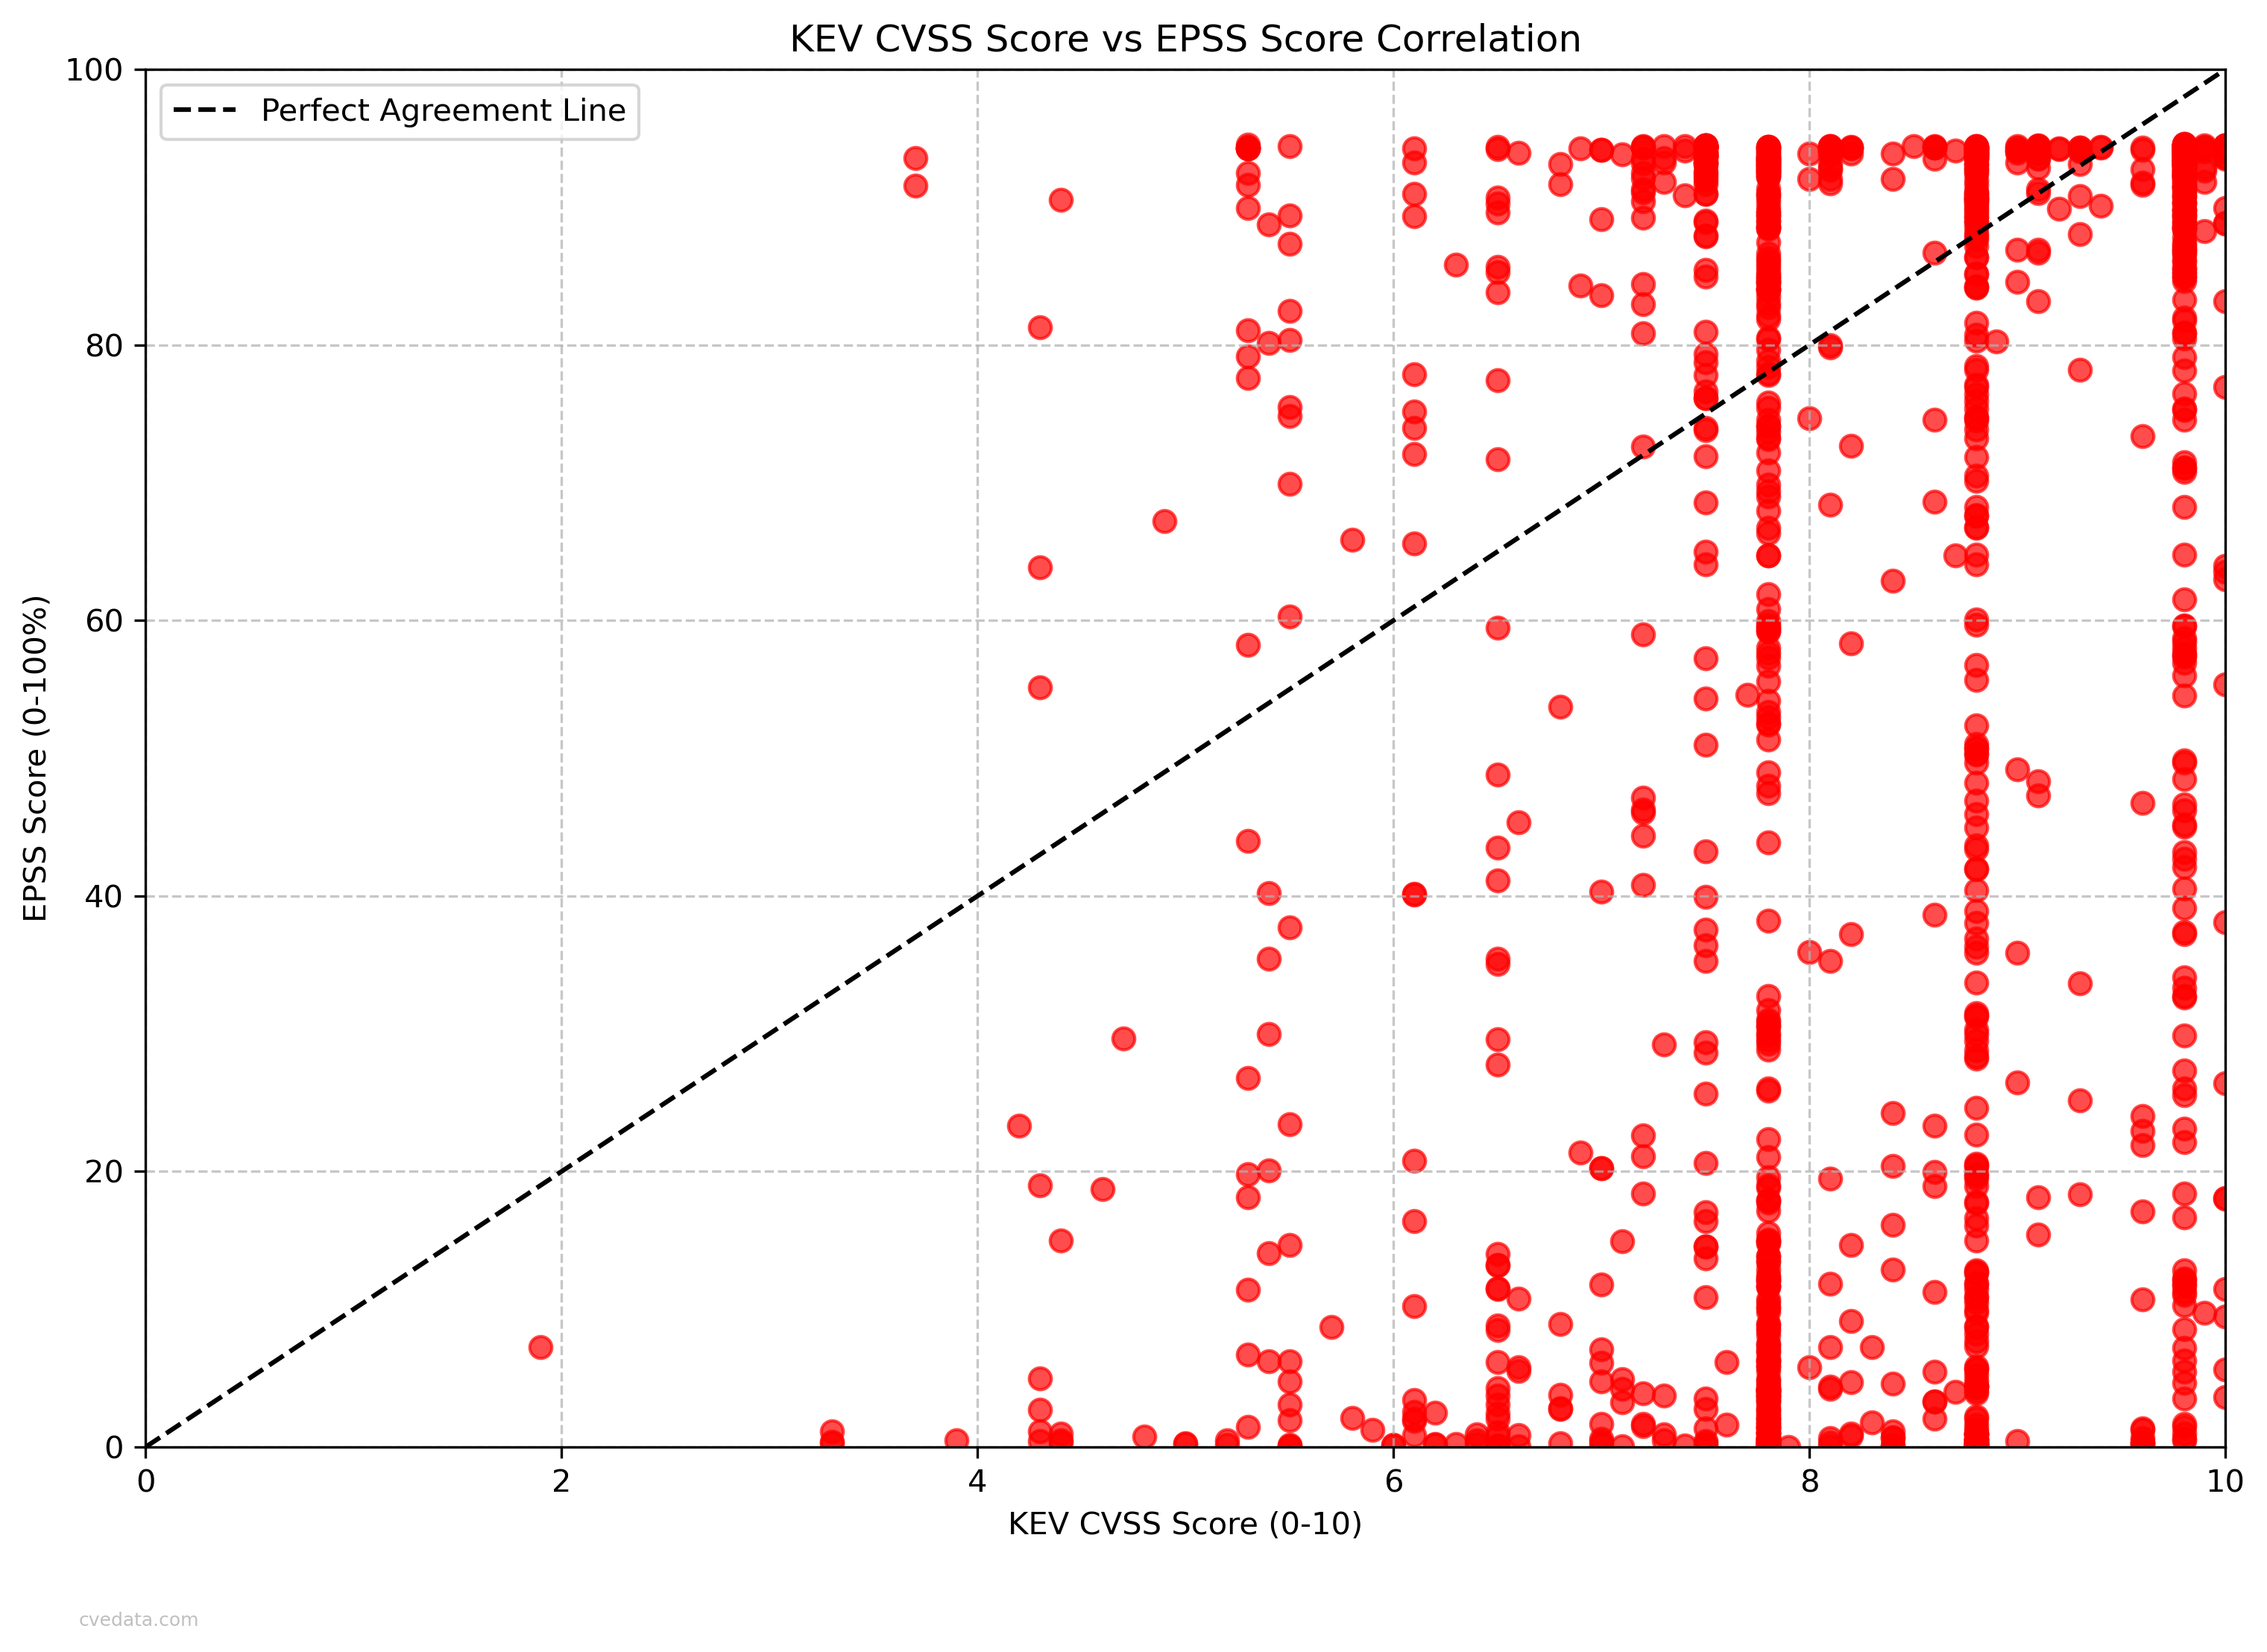 KEV CVSS Score vs EPSS Score Correlation
Perfect Agreement Line
EPSS Score (0-100%)
100
80
60
40
20
0
0 2 4 6 8 10
KEV CVSS Score (0-10)
cvedata.com